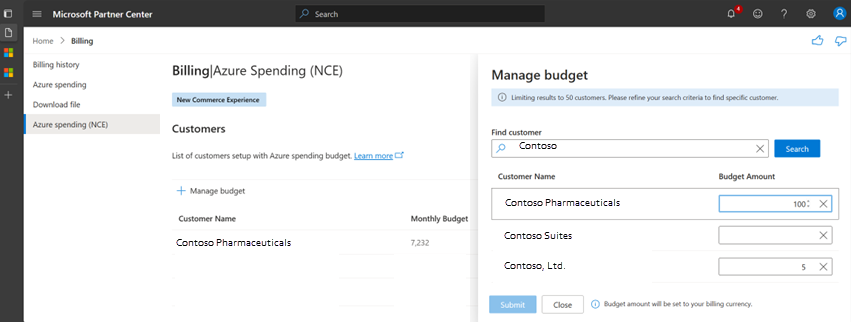 Microsoft Partner Center
Search
4
Home > Billing
Billing history
Azure spending
Download file
Azure spending (NCE)
Billing|Azure Spending (NCE)
New Commerce Experience
Customers
List of customers setup with Azure spending budget. Learn more
Manage budget
Customer Name Monthly Budget
Contoso Pharmaceuticals 7,232
Manage budget
Limiting results to 50 customers. Please refine your search criteria to find specific customer.
Find customer
Contoso
Search
Customer Name Budget Amount
Contoso Pharmaceuticals 100
Contoso Suites
Contoso, Ltd. 5
Submit Close Budget amount will be set to your billing currency.